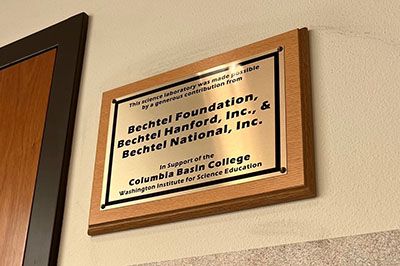 This science laboratory was made possible
by a generous contribution from
Bechtel Foundation,
Bechtel Hanford, Inc., &
Bechtel National, Inc.
In Support of the
Columbia Basin College
Washington Institute for Science Education